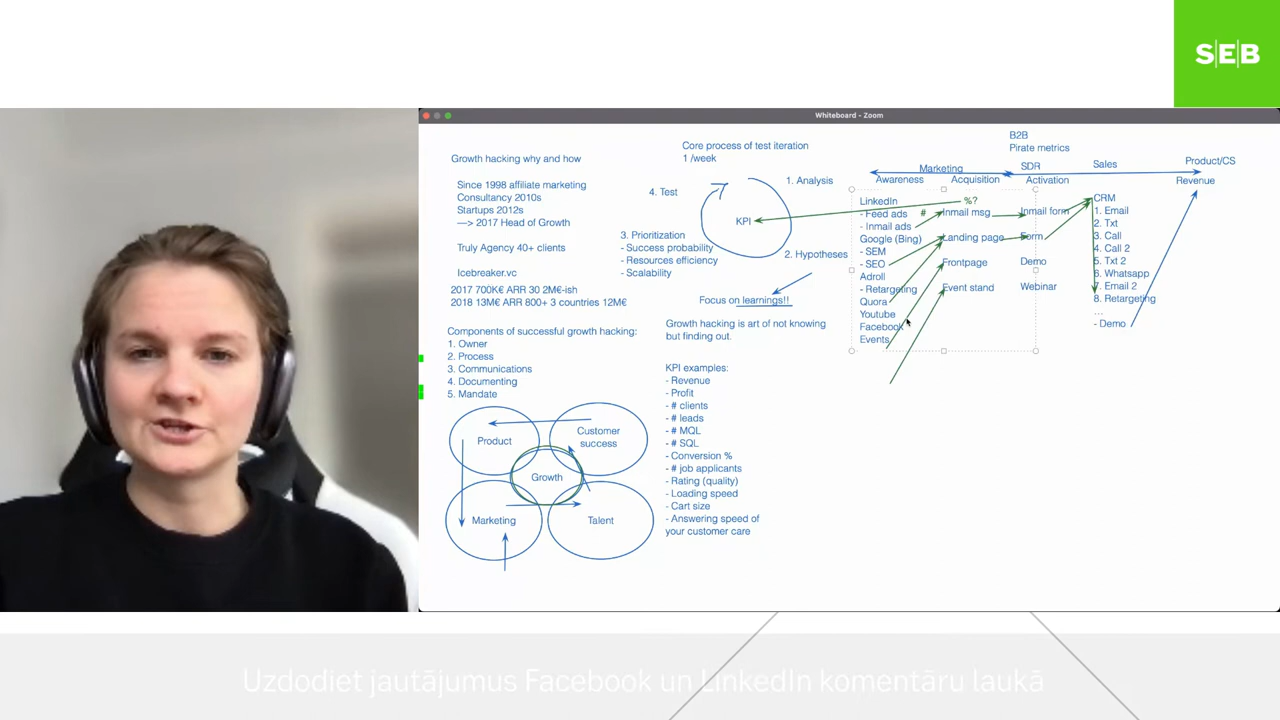 SEB
Whiteboard - Zoom
Growth hacking why and how
Since 1998 affiliate marketing
Consultancy 2010s
Startups 2012s
—> 2017 Head of Growth
Truly Agency 40+ clients
Icebreaker.vc
2017 700K€ ARR 30 2M€-ish
2018 13M€ ARR 800+ 3 countries 12M€
Components of successful growth hacking:
1. Owner
2. Process
3. Communications
4. Documenting
5. Mandate
Product
Customer
success
Growth
Marketing
Talent
Core process of test iteration
1 /week
1. Analysis
4. Test
KPI
3. Prioritization
- Success probability
- Resources efficiency
- Scalability
2. Hypotheses
Focus on learnings!!
Growth hacking is art of not knowing
but finding out.
KPI examples:
- Revenue
- Profit
- # clients
- # leads
- # MQL
- # SQL
- Conversion %
- # job applicants
- Rating (quality)
- Loading speed
- Cart size
- Answering speed of
your customer care
B2B
Pirate metrics
Marketing
SDR
Sales
Product/CS
Awareness
Acquisition
Activation
Revenue
LinkedIn
- Feed ads
- Inmail ads
Google (Bing)
- SEM
- SEO
Adroll
- Retargeting
Quora
Youtube
Facebook
Events
%?
#
Inmail msg
Landing page
Frontpage
Event stand
Inmail form
Form
Demo
Webinar
CRM
1. Email
2. Txt
3. Call
4. Call 2
5. Txt 2
6. Whatsapp
7. Email 2
8. Retargeting
...
- Demo
Uzdodiet jautājumus Facebook un LinkedIn komentāru laukā